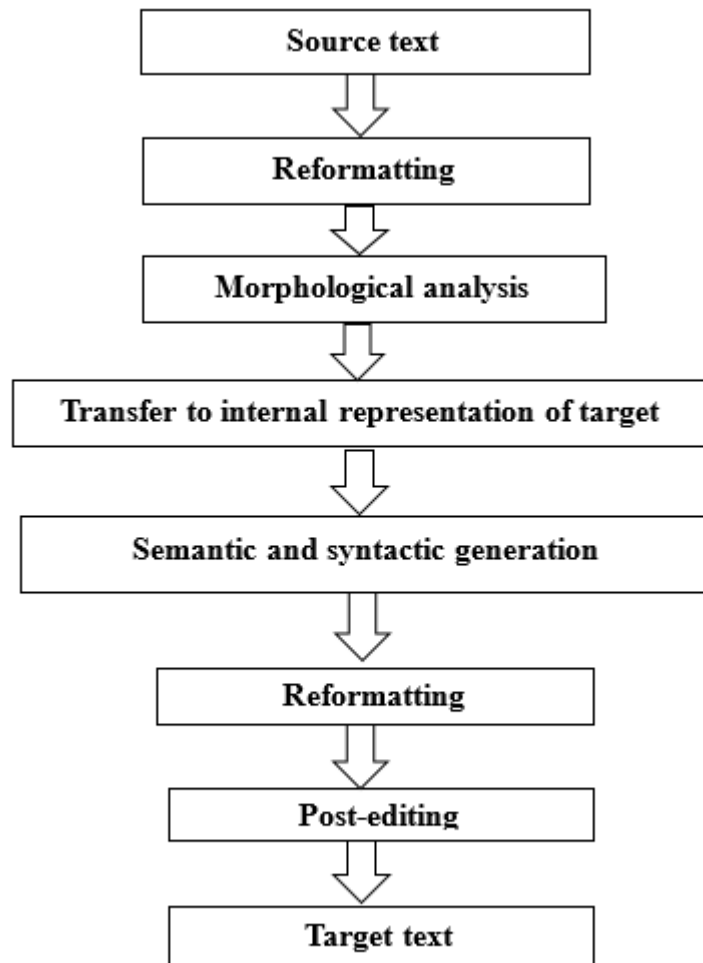 Source text
Reformatting
Morphological analysis
Transfer to internal representation of target
Semantic and syntactic generation
Reformatting
Post-editing
Target text